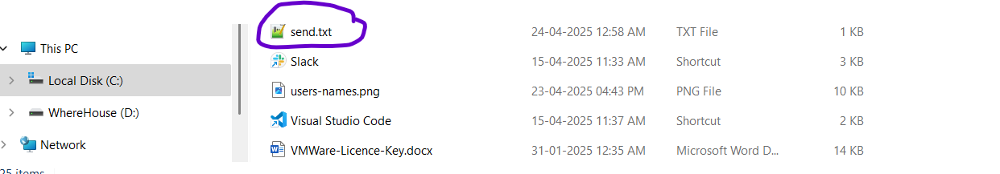 send.txt 24-04-2025 12:58 AM TXT File 1 KB
This PC
Slack 15-04-2025 11:33 AM Shortcut 3 KB
Local Disk (C:)
users-names.png 23-04-2025 04:43 PM PNG File 10 KB
WhereHouse (D:)
Visual Studio Code 15-04-2025 11:37 AM Shortcut 2 KB
Network
VMWare-Licence-Key.docx 31-01-2025 12:35 AM Microsoft Word D... 14 KB
25 items